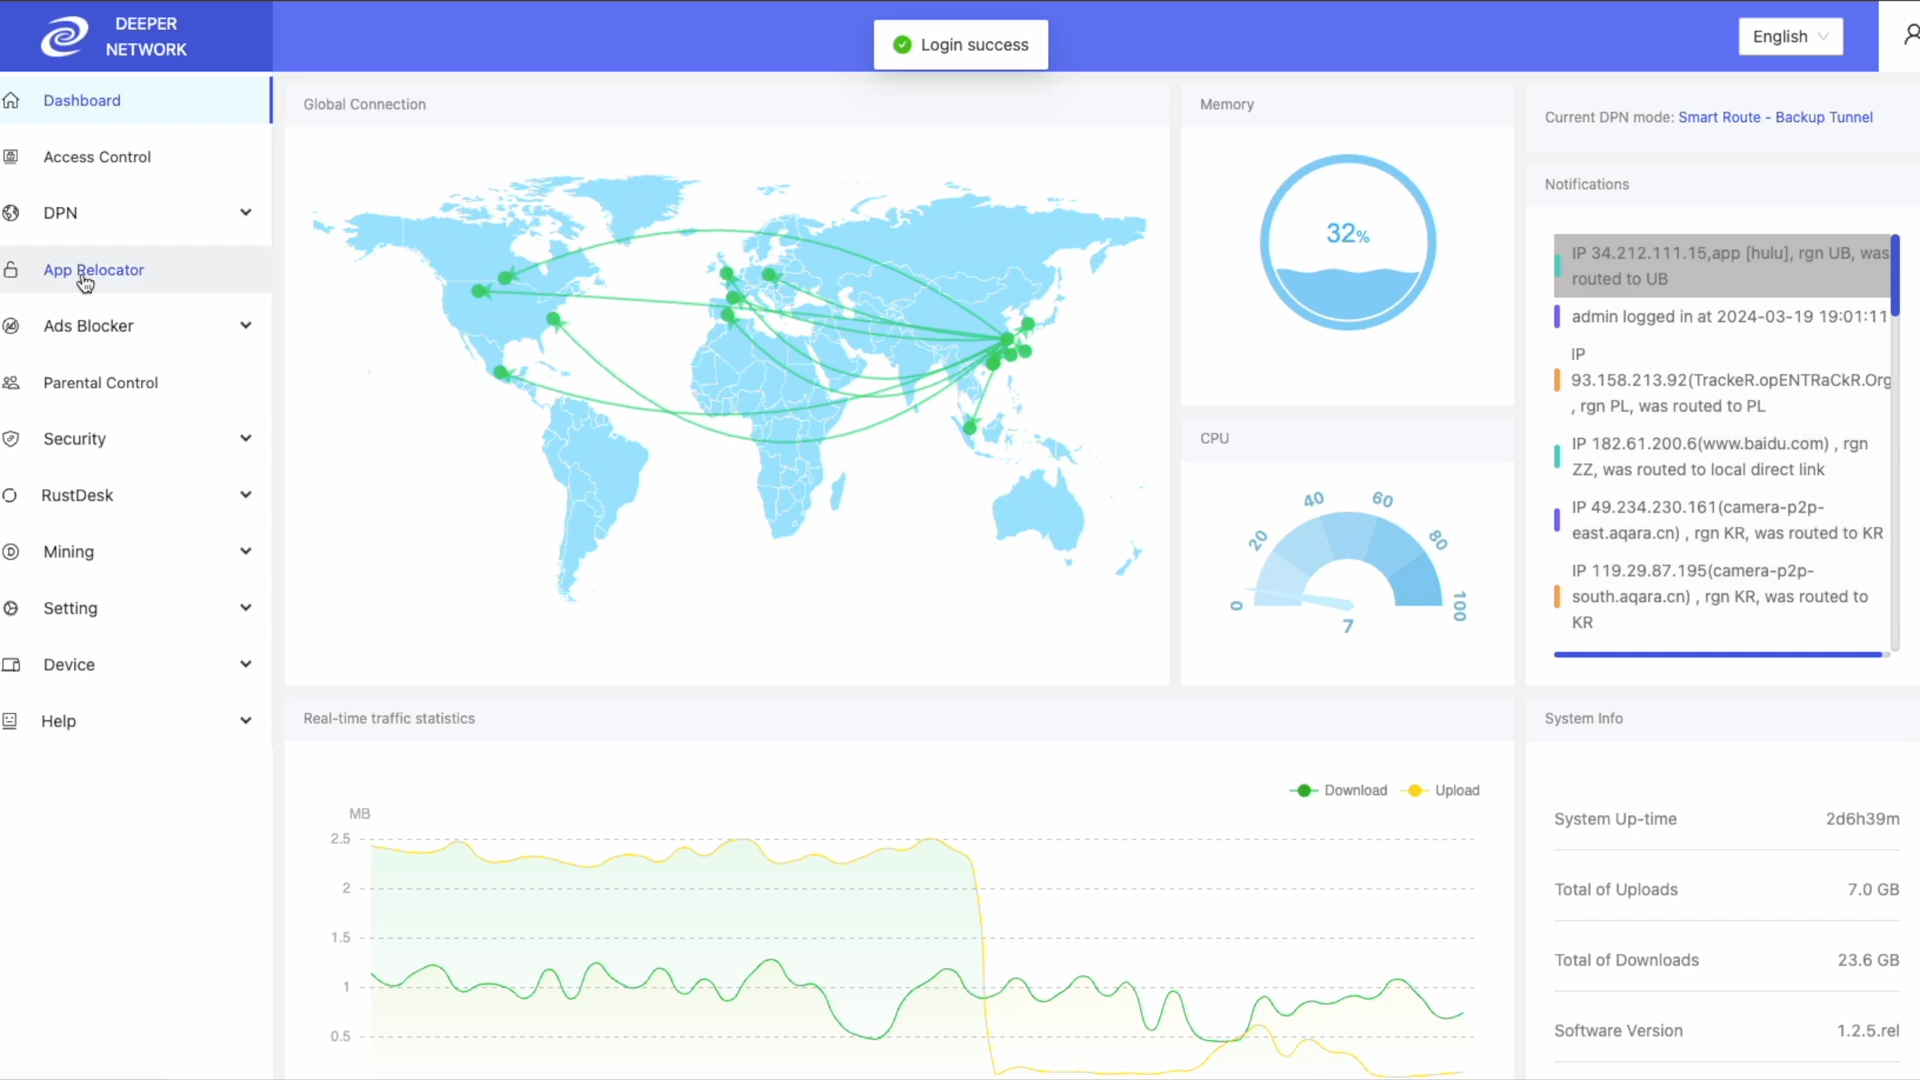 DEEPER
NETWORK
Login success
English
Dashboard
Access Control
DPN
App Relocator
Ads Blocker
Parental Control
Security
RustDesk
Mining
Setting
Device
Help
Global Connection
Memory
32%
CPU
0
20
40
60
80
100
7
Current DPN mode: Smart Route - Backup Tunnel
Notifications
IP 34.212.111.15,app [hulu], rgn UB, was
routed to UB
admin logged in at 2024-03-19 19:01:11
IP
93.158.213.92(TrackeR.opENTRaCkR.Org
, rgn PL, was routed to PL
IP 182.61.200.6(www.baidu.com) , rgn
ZZ, was routed to local direct link
IP 49.234.230.161(camera-p2p-
east.aqara.cn) , rgn KR, was routed to KR
IP 119.29.87.195(camera-p2p-
south.aqara.cn) , rgn KR, was routed to
KR
Real-time traffic statistics
Download
Upload
MB
2.5
2
1.5
1
0.5
System Info
System Up-time 2d6h39m
Total of Uploads 7.0 GB
Total of Downloads 23.6 GB
Software Version 1.2.5.rel